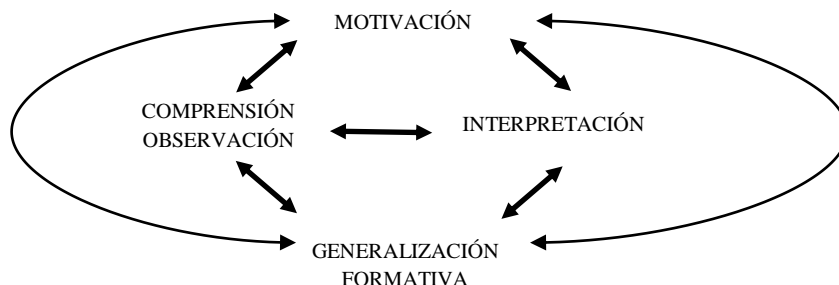 MOTIVACIÓN
COMPRENSIÓN
OBSERVACIÓN
INTERPRETACIÓN
GENERALIZACIÓN
FORMATIVA